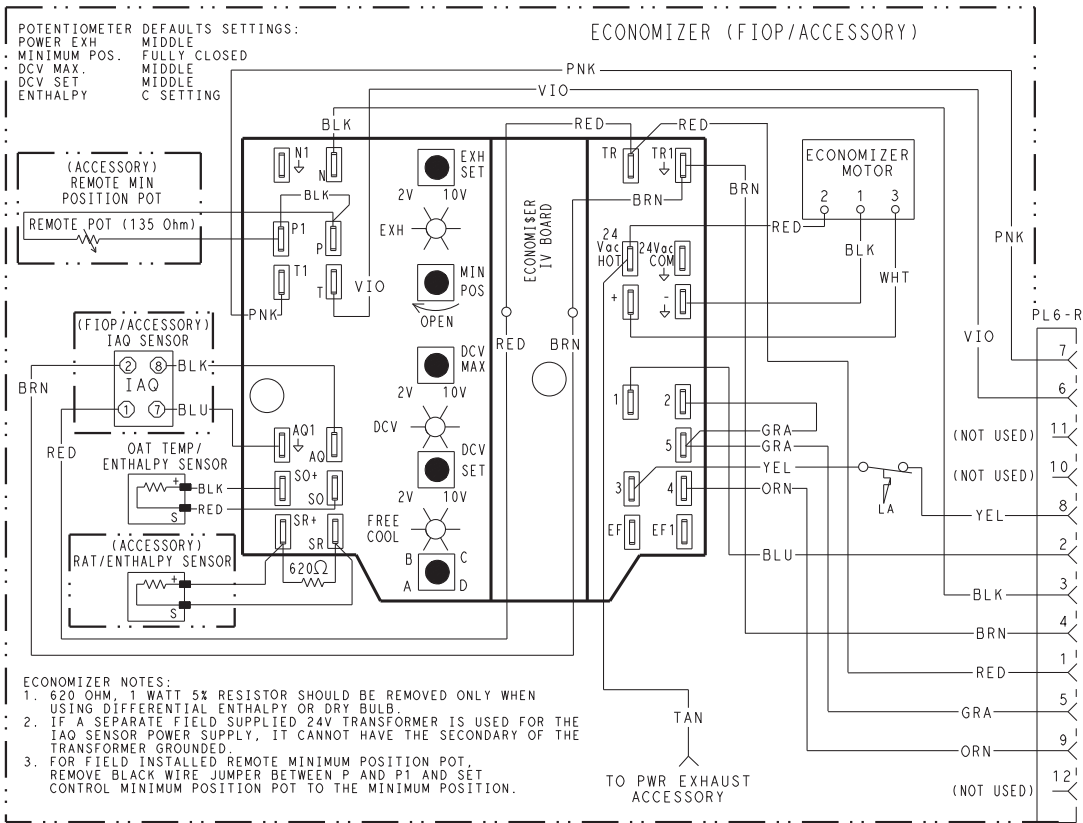 POTENTIOMETER DEFAULTS SETTINGS:
POWER EXH MIDDLE
MINIMUM POS. FULLY CLOSED
DCV MAX. MIDDLE
DCV SET MIDDLE
ENTHALPY C SETTING
ECONOMIZER (FIOP/ACCESSORY)
PNK
VIO
BLK
RED
RED
(ACCESSORY)
REMOTE MIN
POSITION POT
REMOTE POT (135 Ohm)
N1
N
BLK
P1
P
T1
T
VIO
PNK
EXH
SET
2V 10V
EXH
MIN
POS
OPEN
DCV
MAX
2V 10V
DCV
DCV
SET
2V 10V
FREE
COOL
B C
A D
ECONOMI$ER
IV BOARD
RED
BRN
TR
TR1
BRN
BRN
24
Vac
HOT
24Vac
COM
+
-
ECONOMIZER
MOTOR
2 1 3
RED
BLK
WHT
PNK
VIO
PL6-R
(FIOP/ACCESSORY)
IAQ SENSOR
2 8
IAQ
1 7
BLK
BLU
BRN
RED
AQ1
AQ
OAT TEMP/
ENTHALPY SENSOR
+
S
BLK
RED
SO+
SO
SR+
SR
620Ω
(ACCESSORY)
RAT/ENTHALPY SENSOR
+
S
1
2
5
3
4
EF
EF1
GRA
GRA
YEL
ORN
LA
BLU
7
6
(NOT USED) 11
(NOT USED) 10
YEL 8
2
BLK 3
BRN 4
RED 1
GRA 5
ORN 9
(NOT USED) 12
TAN
TO PWR EXHAUST
ACCESSORY
ECONOMIZER NOTES:
1. 620 OHM, 1 WATT 5% RESISTOR SHOULD BE REMOVED ONLY WHEN
USING DIFFERENTIAL ENTHALPY OR DRY BULB.
2. IF A SEPARATE FIELD SUPPLIED 24V TRANSFORMER IS USED FOR THE
IAQ SENSOR POWER SUPPLY, IT CANNOT HAVE THE SECONDARY OF THE
TRANSFORMER GROUNDED.
3. FOR FIELD INSTALLED REMOTE MINIMUM POSITION POT,
REMOVE BLACK WIRE JUMPER BETWEEN P AND P1 AND SET
CONTROL MINIMUM POSITION POT TO THE MINIMUM POSITION.